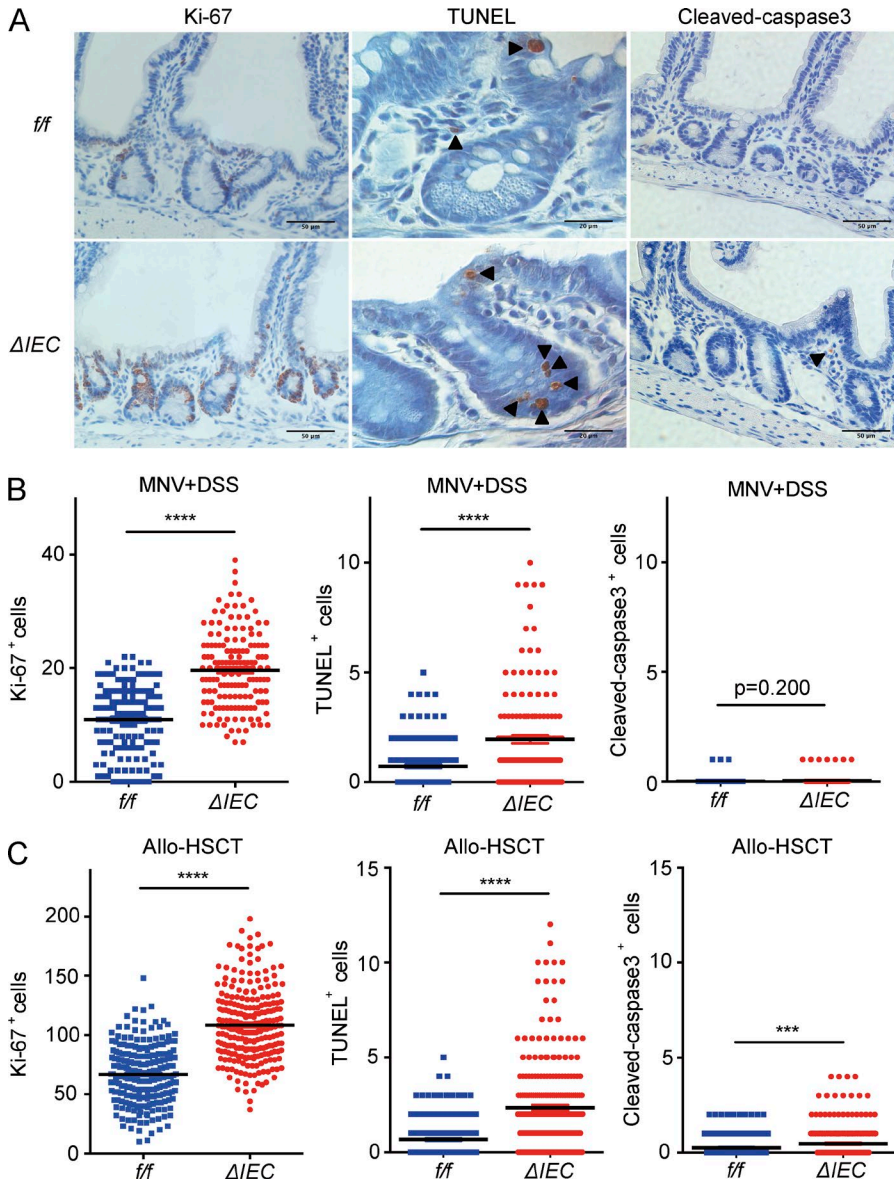 A
Ki-67
TUNEL
Cleaved-caspase3
f/f
50 μm
20 μm
50 μm
ΔIEC
50 μm
20 μm
50 μm
B
MNV+DSS
MNV+DSS
MNV+DSS
Ki-67⁺ cells
40
20
0
****
f/f
ΔIEC
TUNEL⁺ cells
10
5
0
****
f/f
ΔIEC
Cleaved-caspase3⁺ cells
10
5
0
p=0.200
f/f
ΔIEC
C
Allo-HSCT
Allo-HSCT
Allo-HSCT
Ki-67⁺ cells
200
150
100
50
0
****
f/f
ΔIEC
TUNEL⁺ cells
15
10
5
0
****
f/f
ΔIEC
Cleaved-caspase3⁺ cells
15
10
5
0
***
f/f
ΔIEC